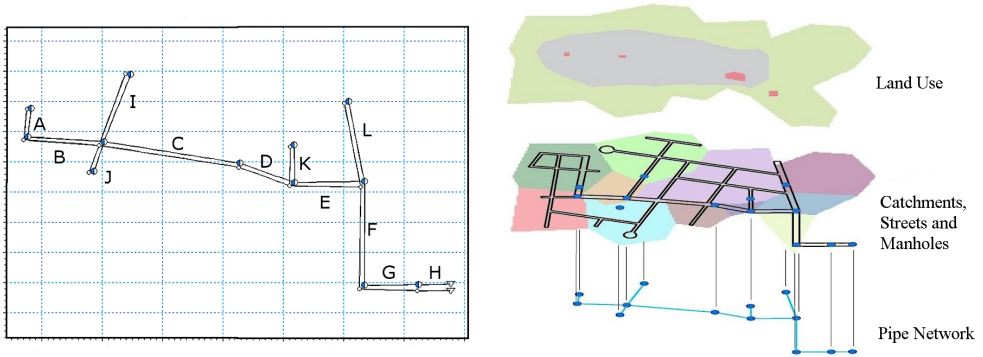 I
A
B
C
J
D
K
L
E
F
G
H
Land Use
Catchments,
Streets and
Manholes
Pipe Network